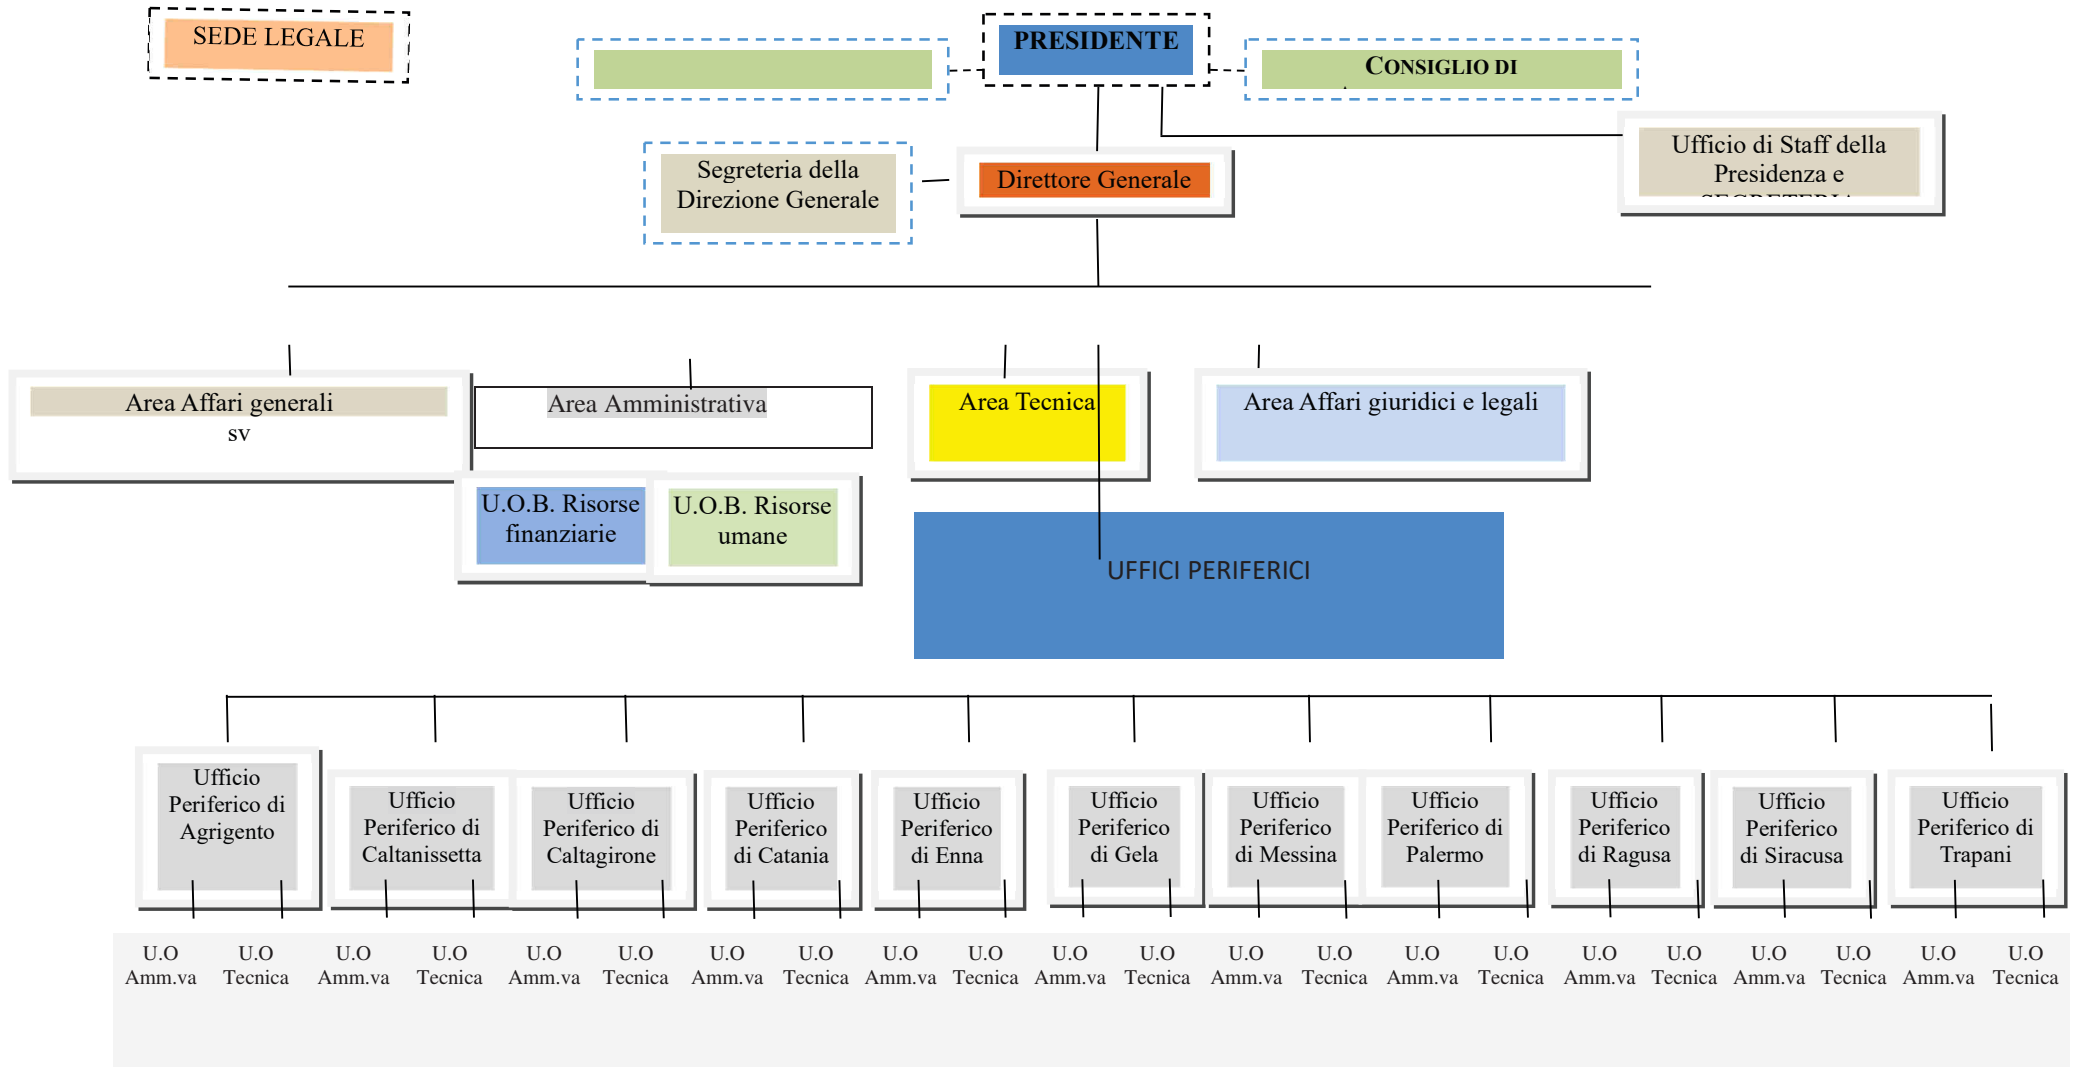 SEDE LEGALE
PRESIDENTE
CONSIGLIO DI
Segreteria della
Direzione Generale
Direttore Generale
Ufficio di Staff della
Presidenza e
Area Affari generali
sv
Area Amministrativa
Area Tecnica
Area Affari giuridici e legali
U.O.B. Risorse
finanziarie
U.O.B. Risorse
umane
UFFICI PERIFERICI
Ufficio
Periferico di
Agrigento
Ufficio
Periferico di
Caltanissetta
Ufficio
Periferico di
Caltagirone
Ufficio
Periferico
di Catania
Ufficio
Periferico
di Enna
Ufficio
Periferico
di Gela
Ufficio
Periferico
di Messina
Ufficio
Periferico di
Palermo
Ufficio
Periferico
di Ragusa
Ufficio
Periferico
di Siracusa
Ufficio
Periferico di
Trapani
U.O
Amm.va
U.O
Tecnica
U.O
Amm.va
U.O
Tecnica
U.O
Amm.va
U.O
Tecnica
U.O
Amm.va
U.O
Tecnica
U.O
Amm.va
U.O
Tecnica
U.O
Amm.va
U.O
Tecnica
U.O
Amm.va
U.O
Tecnica
U.O
Amm.va
U.O
Tecnica
U.O
Amm.va
U.O
Tecnica
U.O
Amm.va
U.O
Tecnica
U.O
Amm.va
U.O
Tecnica